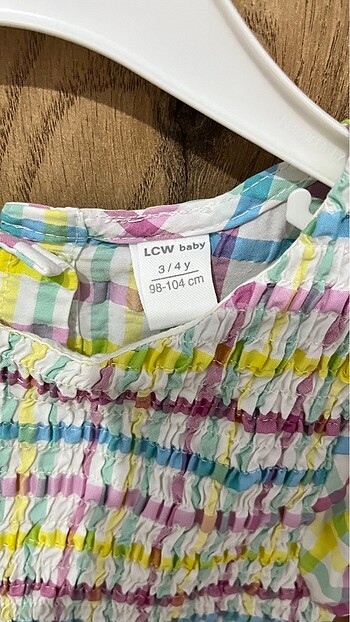 LCW baby
3 / 4 y
98-104 cm